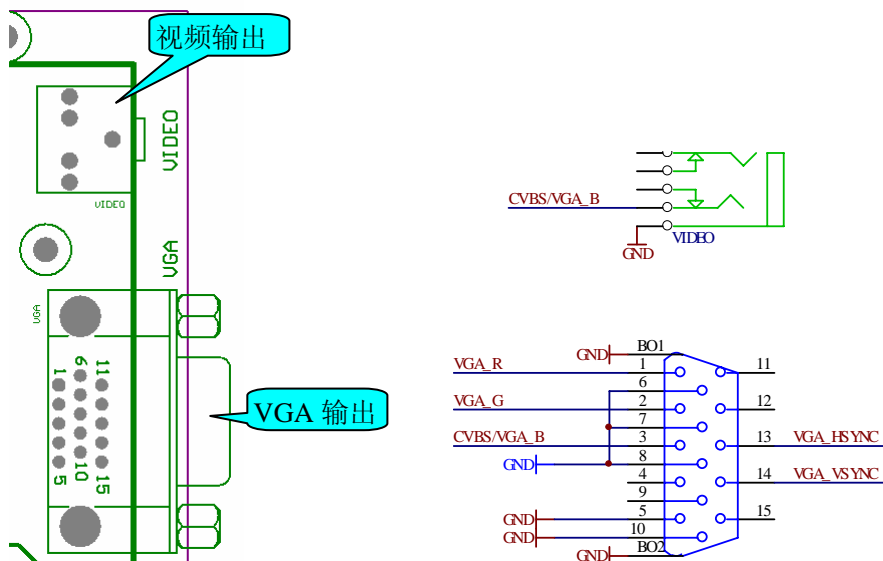 视频输出
VIDEO
VIDEO
VGA
VGA
1
6
11
5
10
15
VGA 输出
CVBS/VGA_B
GND
VIDEO
GND
BO1
VGA_R
1
11
6
VGA_G
2
12
7
CVBS/VGA_B
3
13
VGA_HSYNC
GND
8
4
14
VGA_VSYNC
9
GND
5
15
GND
10
GND
BO2